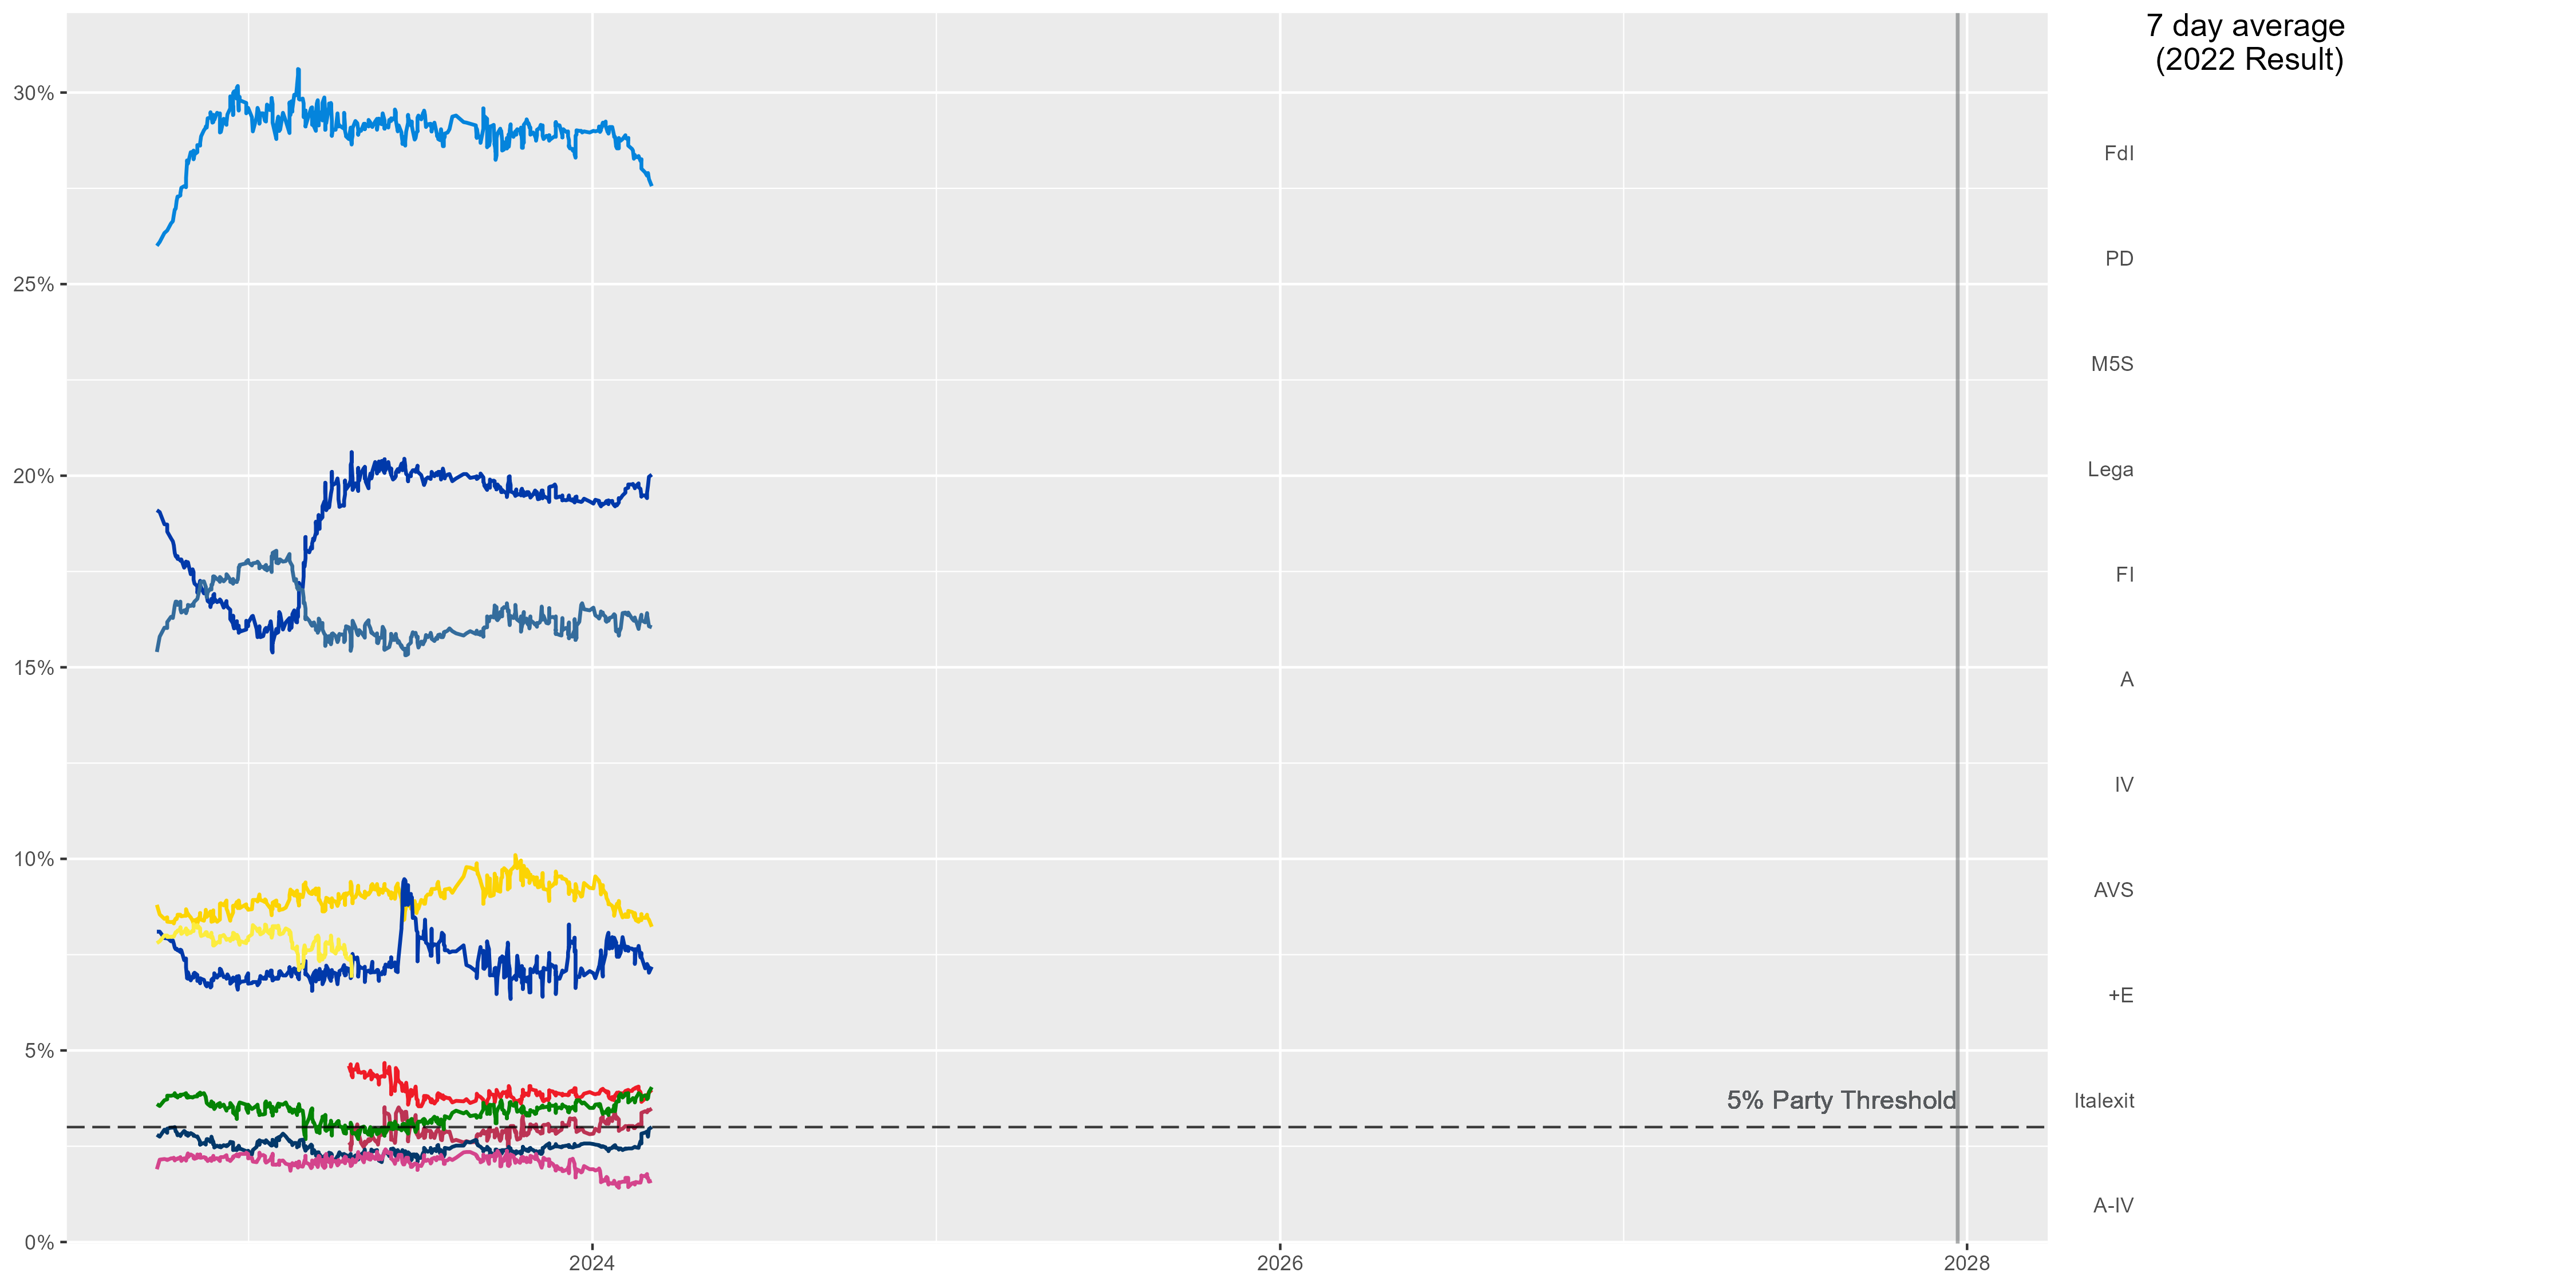 7 day average
(2022 Result)
30%
25%
20%
15%
10%
5%
0%
FdI
PD
M5S
Lega
FI
A
IV
AVS
+E
Italexit
A-IV
5% Party Threshold
2024
2026
2028